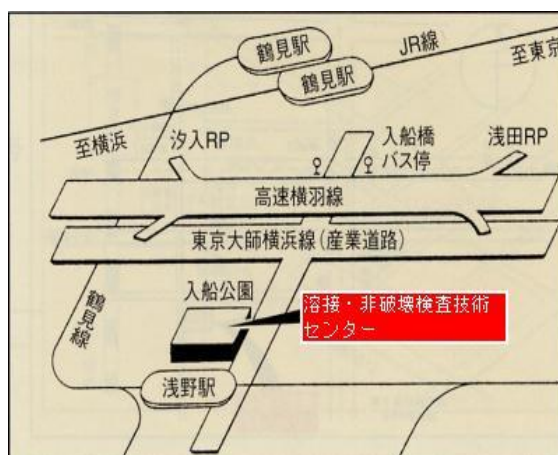 鶴見駅
JR線
至東京
鶴見駅
至横浜
汐入RP
入船橋
バス停
浅田RP
高速横羽線
東京大師横浜線(産業道路)
鶴見線
入船公園
溶接・非破壊検査技術
センター
浅野駅